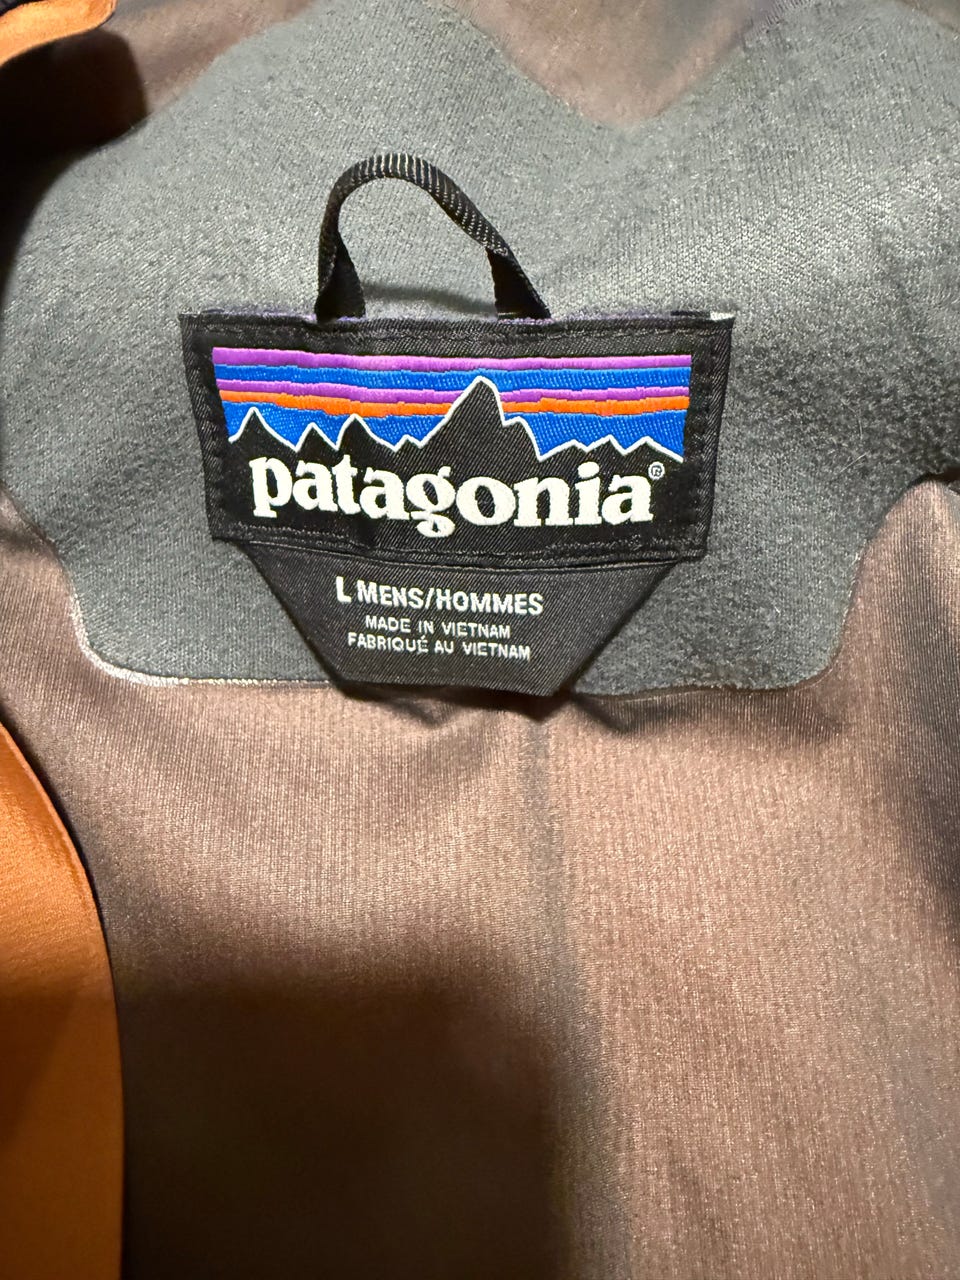 patagonia®
L MENS/HOMMES
MADE IN VIETNAM
FABRIQUÉ AU VIETNAM